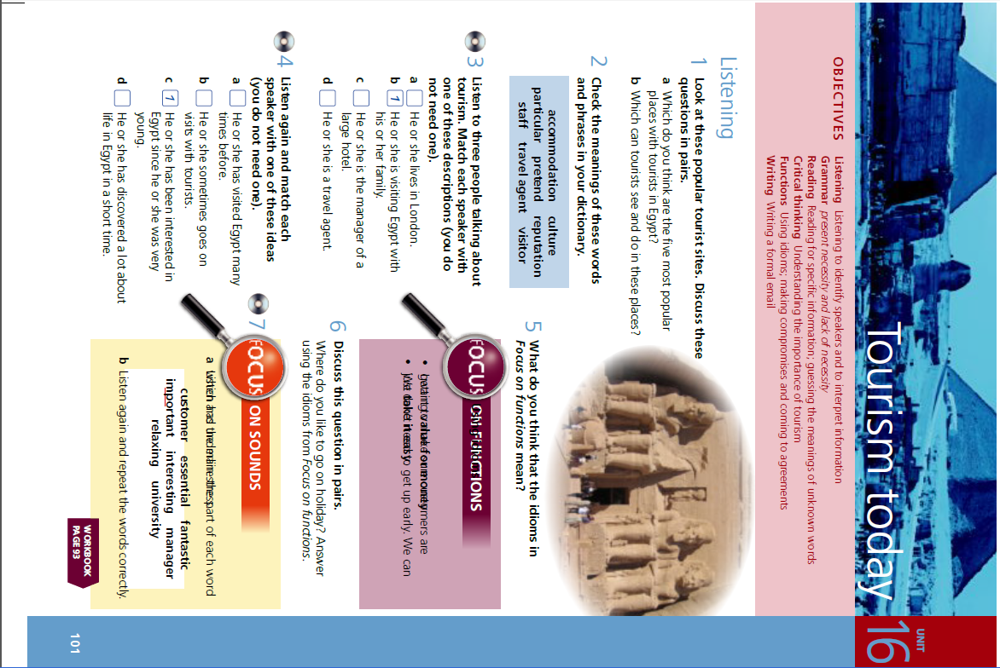 UNIT
16
Tourism today
OBJECTIVES
Listening Listening to identify speakers and to interpret information
Grammar present necessity and lack of necessity
Reading Reading for specific information; guessing the meanings of unknown words
Critical thinking Understanding the importance of tourism
Functions Using idioms; making compromises and coming to agreements
Writing Writing a formal email
Listening
1 Look at these popular tourist sites. Discuss these
questions in pairs.
a Which do you think are the five most popular
places with tourists in Egypt?
b Which can tourists see and do in these places?
2 Check the meanings of these words
and phrases in your dictionary.
accommodation culture
particular pretend reputation
staff travel agent visitor
3 Listen to three people talking about
tourism. Match each speaker with
one of these descriptions (you do
not need one).
a He or she lives in London.
b 1 He or she is visiting Egypt with
his or her family.
c He or she is the manager of a
large hotel.
d He or she is a travel agent.
4 Listen again and match each
speaker with one of these ideas
(you do not need one).
a He or she has visited Egypt many
times before.
b He or she sometimes goes on
visits with tourists.
c 1 He or she has been interested in
Egypt since he or she was very
young.
d He or she has discovered a lot about
life in Egypt in a short time.
5 What do you think that the idioms in
Focus on functions mean?
FOCUS ON FUNCTIONS
• value for money
• take it easy to get up early. We can
6 Discuss this question in pairs.
Where do you like to go on holiday? Answer
using the idioms from Focus on functions.
7 FOCUS ON SOUNDS
a part of each word
customer essential fantastic
important interesting manager
relaxing university
b Listen again and repeat the words correctly.
WORKBOOK
PAGE 93
101